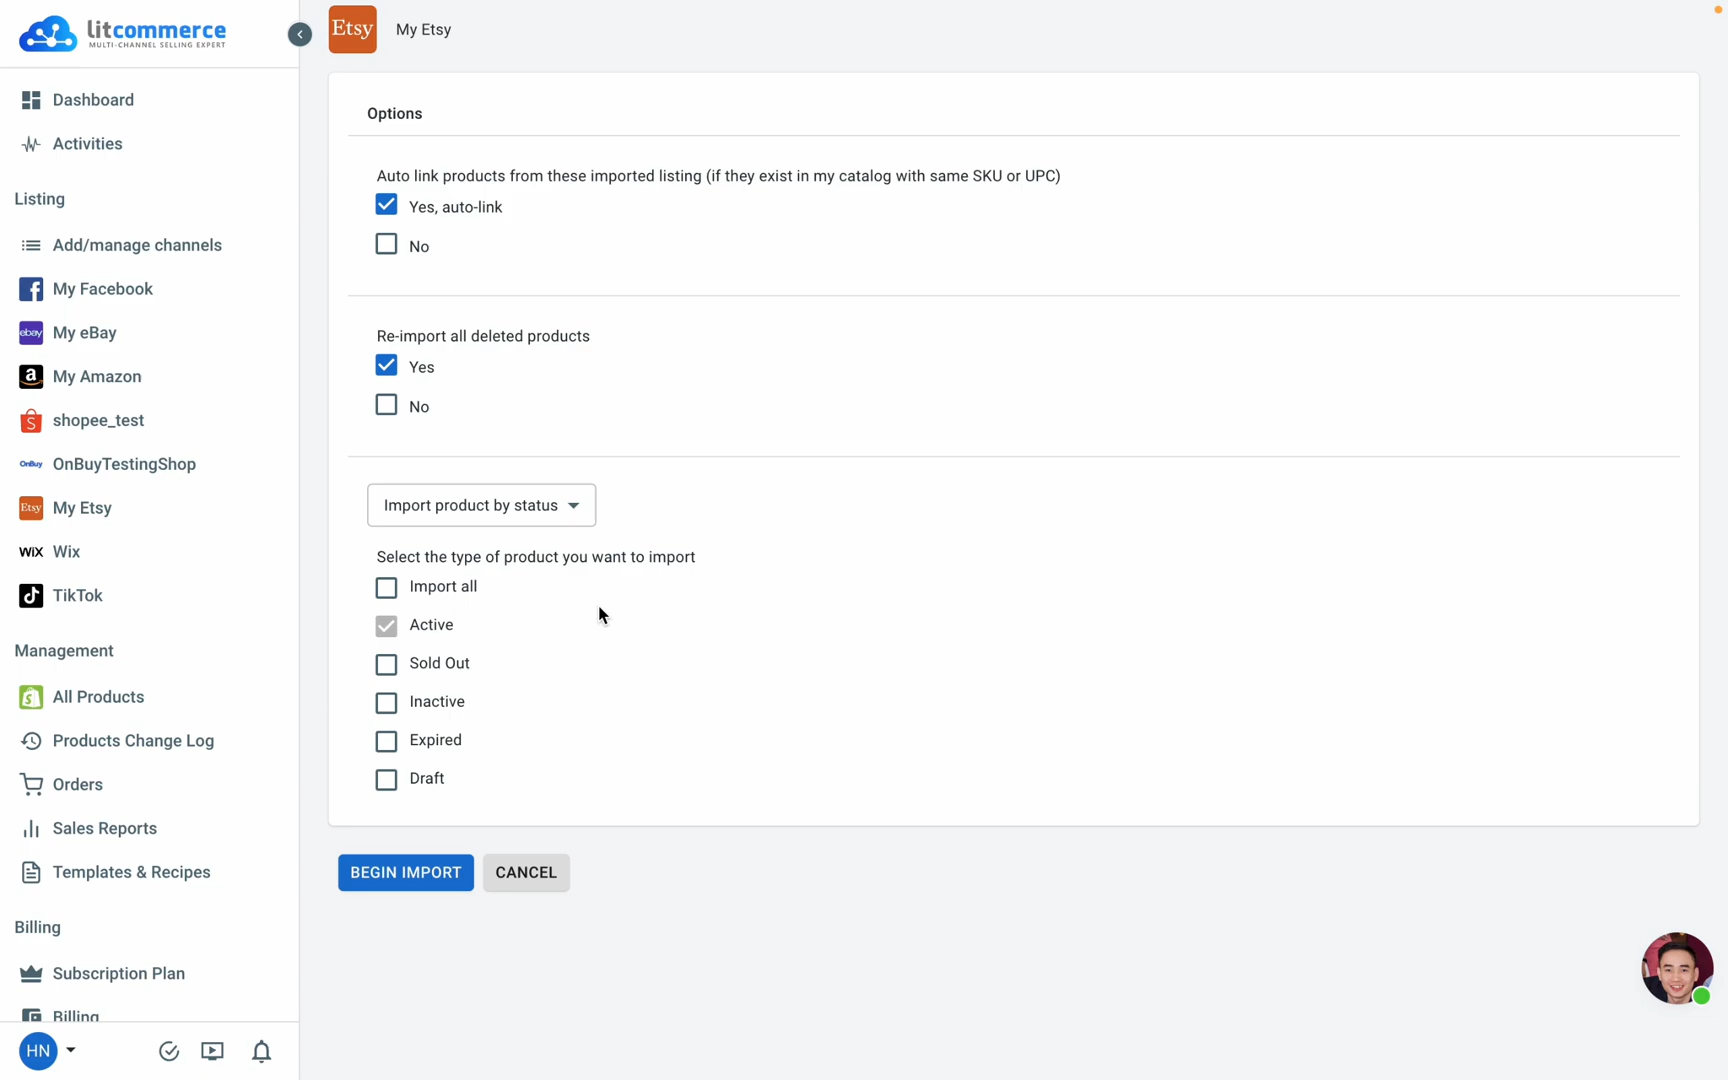 litcommerce
MULTI-CHANNEL SELLING EXPERT
Dashboard
Activities
Listing
Add/manage channels
My Facebook
ebay My eBay
a My Amazon
S shopee_test
OnBuy OnBuyTestingShop
Etsy My Etsy
WiX Wix
TikTok
Management
All Products
Products Change Log
Orders
Sales Reports
Templates & Recipes
Billing
Subscription Plan
Billing
HN
Etsy My Etsy
Options
Auto link products from these imported listing (if they exist in my catalog with same SKU or UPC)
Yes, auto-link
No
Re-import all deleted products
Yes
No
Import product by status
Select the type of product you want to import
Import all
Active
Sold Out
Inactive
Expired
Draft
BEGIN IMPORT CANCEL